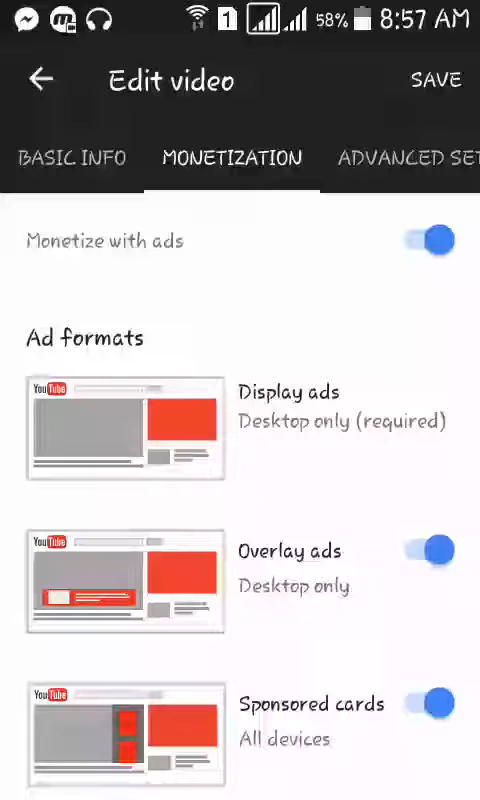 1 58% 8:57 AM
Edit video SAVE
BASIC INFO MONETIZATION ADVANCED SET
Monetize with ads
Ad formats
YouTube
Display ads
Desktop only (required)
YouTube
Overlay ads
Desktop only
YouTube
Sponsored cards
All devices